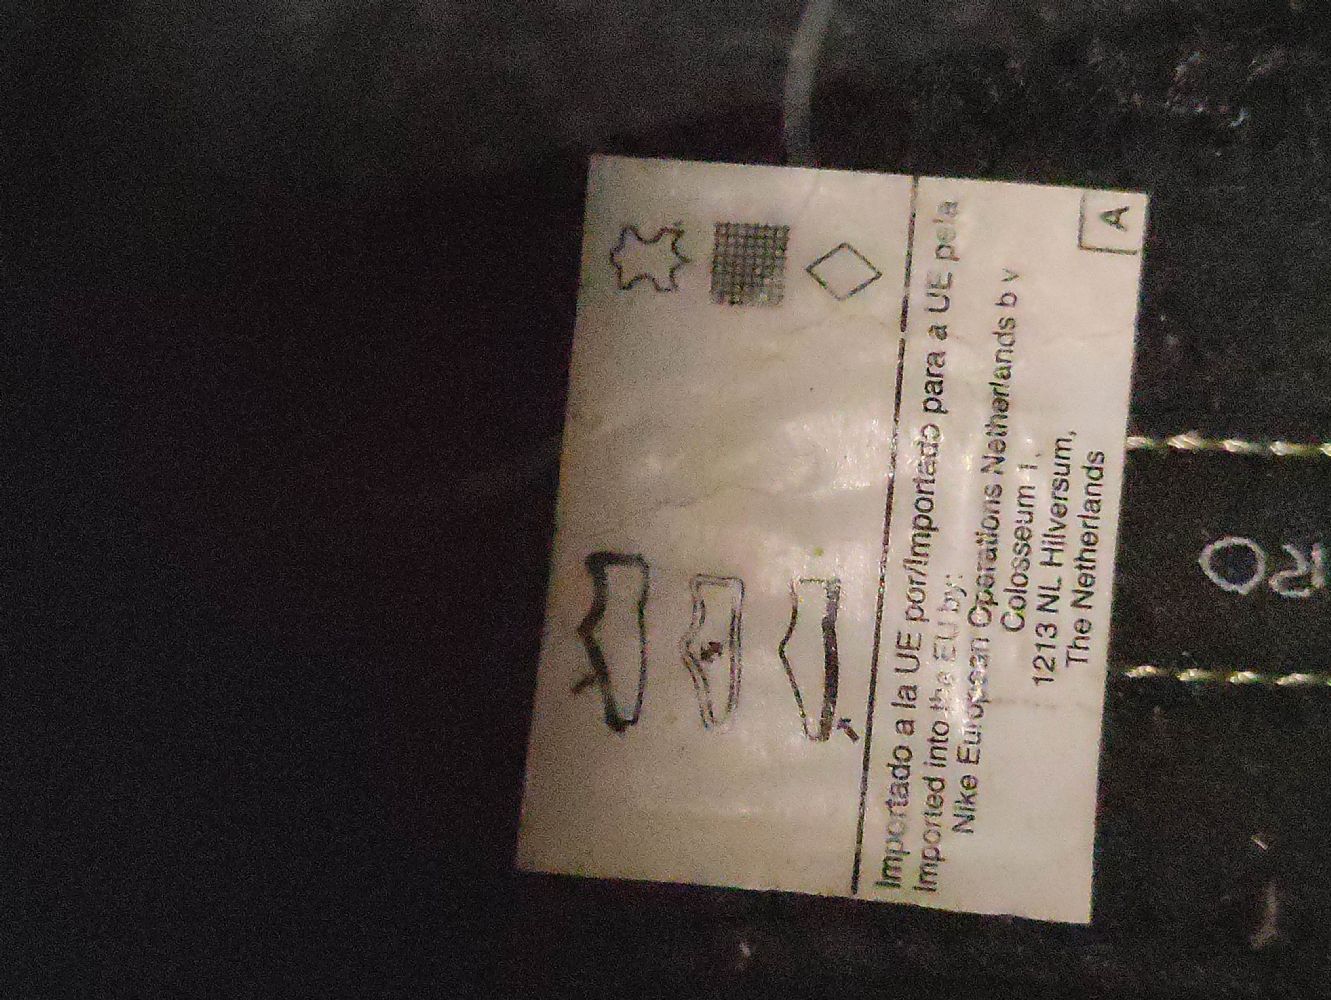 Importado a la UE por/Importado para a UE pela
Imported into the EU by:
Nike European Operations Netherlands b v
Colosseum 1,
1213 NL Hilversum,
The Netherlands
A